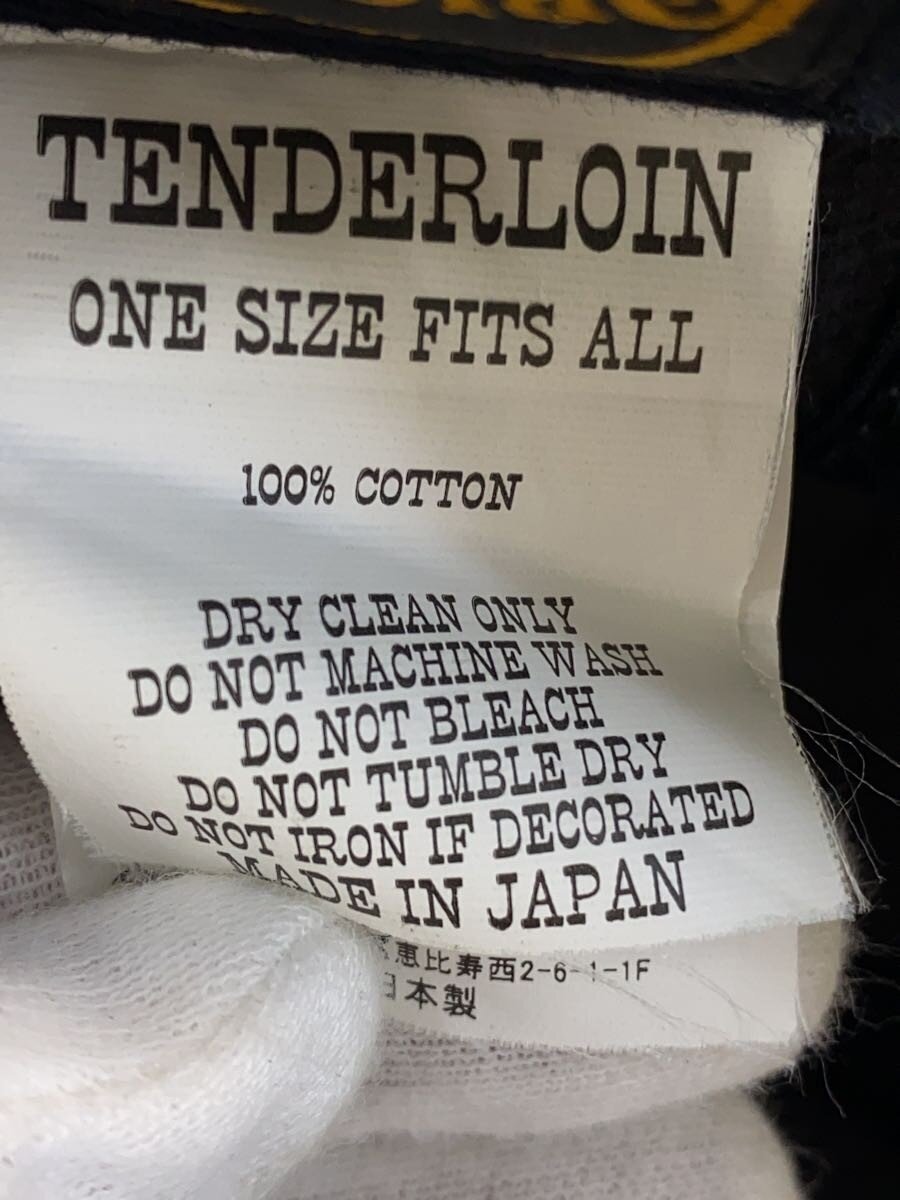 TENDERLOIN
ONE SIZE FITS ALL
100% COTTON
DRY CLEAN ONLY
DO NOT MACHINE WASH
DO NOT BLEACH
DO NOT TUMBLE DRY
DO NOT IRON IF DECORATED
MADE IN JAPAN
恵比寿西2-6-1-1F
日本製